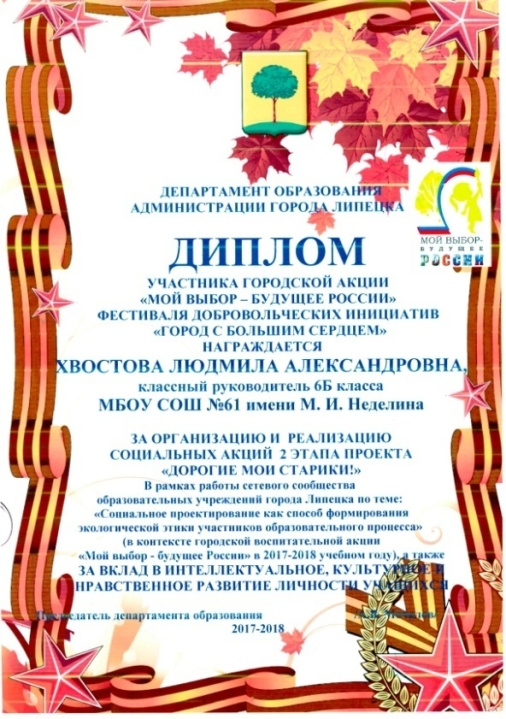 ДЕПАРТАМЕНТ ОБРАЗОВАНИЯ
АДМИНИСТРАЦИИ ГОРОДА ЛИПЕЦКА
МОЙ ВЫБОР-
БУДУЩЕЕ
РОССИИ
ДИПЛОМ
УЧАСТНИКА ГОРОДСКОЙ АКЦИИ
«МОЙ ВЫБОР – БУДУЩЕЕ РОССИИ»
ФЕСТИВАЛЯ ДОБРОВОЛЬЧЕСКИХ ИНИЦИАТИВ
«ГОРОД С БОЛЬШИМ СЕРДЦЕМ»
НАГРАЖДАЕТСЯ
ХВОСТОВА ЛЮДМИЛА АЛЕКСАНДРОВНА,
классный руководитель 6Б класса
МБОУ СОШ №61 имени М. И. Неделина
ЗА ОРГАНИЗАЦИЮ И РЕАЛИЗАЦИЮ
СОЦИАЛЬНЫХ АКЦИЙ 2 ЭТАПА ПРОЕКТА
«ДОРОГИЕ МОИ СТАРИКИ!»
В рамках работы сетевого сообщества
образовательных учреждений города Липецка по теме:
«Социальное проектирование как способ формирования
экологической этики участников образовательного процесса»
(в контексте городской воспитательной акции
«Мой выбор - будущее России» в 2017-2018 учебном году), а также
ЗА ВКЛАД В ИНТЕЛЛЕКТУАЛЬНОЕ, КУЛЬТУРНОЕ И
НРАВСТВЕННОЕ РАЗВИТИЕ ЛИЧНОСТИ УЧАЩИХСЯ
Председатель департамента образования
2017-2018